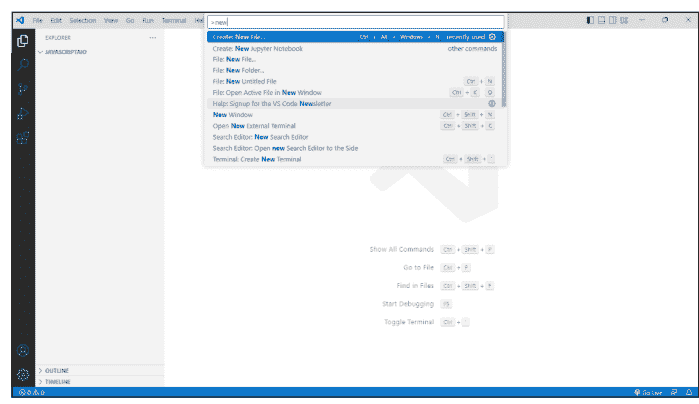 File Edit Selection View Go Run Terminal
>new
EXPLORER
Create: New File... Ctrl + Alt + Windows + N recently used
Create: New Jupyter Notebook other commands
File: New File...
File: New Folder...
File: New Untitled File Ctrl + N
File: Open Active File in New Window Ctrl + K O
Help: Signup for the VS Code Newsletter
New Window Ctrl + Shift + N
Open New External Terminal Ctrl + Shift + C
Search Editor: New Search Editor
Search Editor: Open new Search Editor to the Side
Terminal: Create New Terminal Ctrl + Shift + `
Show All Commands Ctrl + Shift + P
Go to File Ctrl + P
Find in Files Ctrl + Shift + F
Start Debugging F5
Toggle Terminal Ctrl + `
OUTLINE
TIMELINE
0 0
Go Live